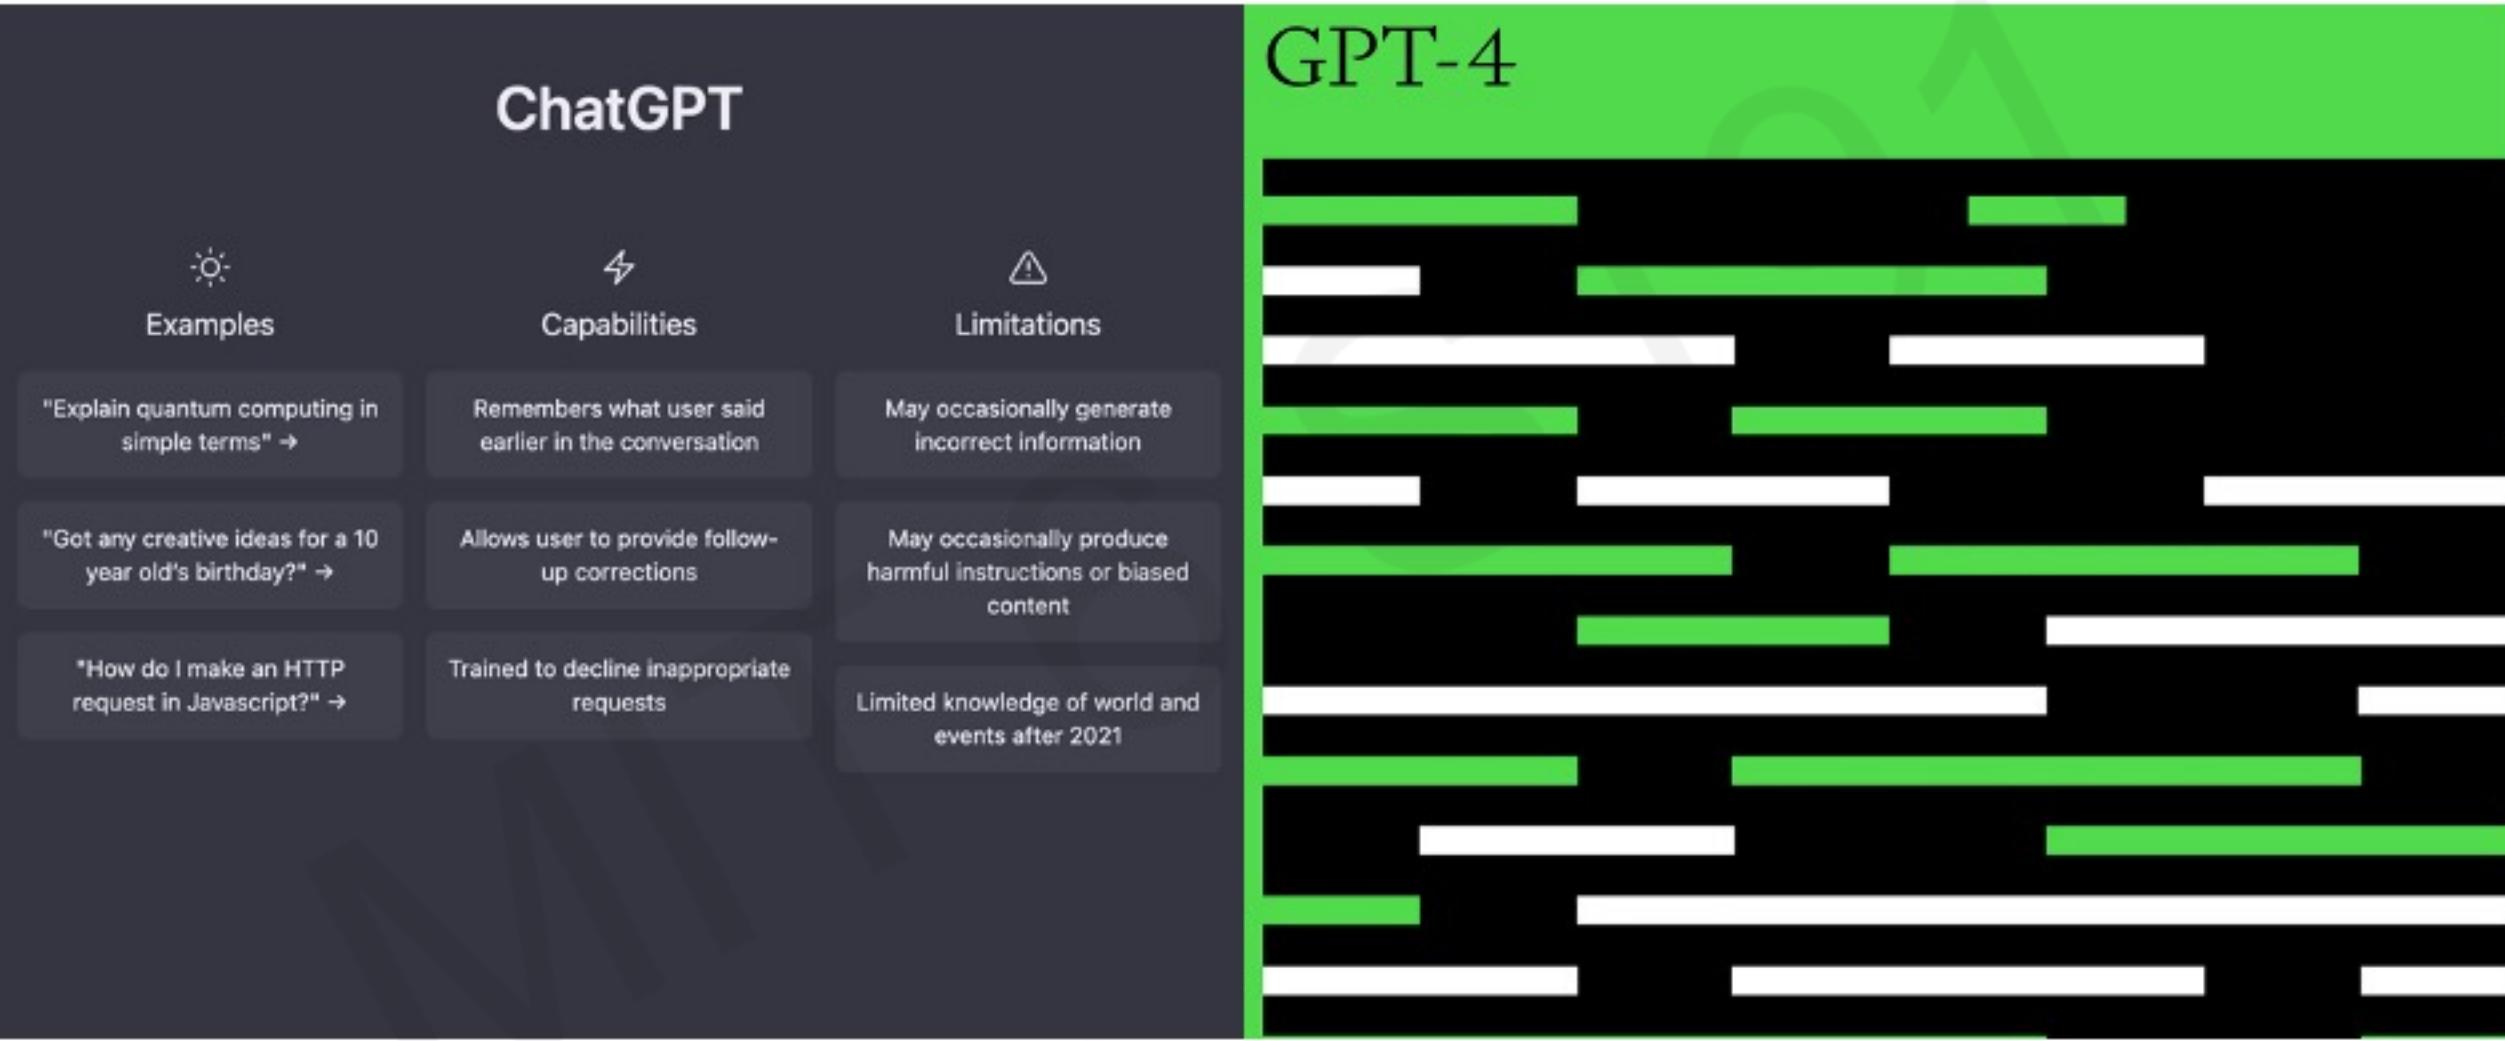 ChatGPT
Examples
"Explain quantum computing in
simple terms" →
"Got any creative ideas for a 10
year old's birthday?" →
"How do I make an HTTP
request in Javascript?" →
Capabilities
Remembers what user said
earlier in the conversation
Allows user to provide follow-
up corrections
Trained to decline inappropriate
requests
Limitations
May occasionally generate
incorrect information
May occasionally produce
harmful instructions or biased
content
Limited knowledge of world and
events after 2021
GPT-4